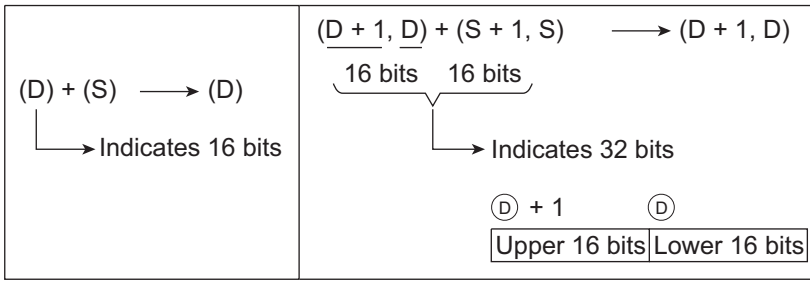 (D) + (S) ⟶ (D)
Indicates 16 bits
(D + 1, D) + (S + 1, S) ⟶ (D + 1, D)
16 bits 16 bits
Indicates 32 bits
Ⓓ + 1 Ⓓ
Upper 16 bits Lower 16 bits